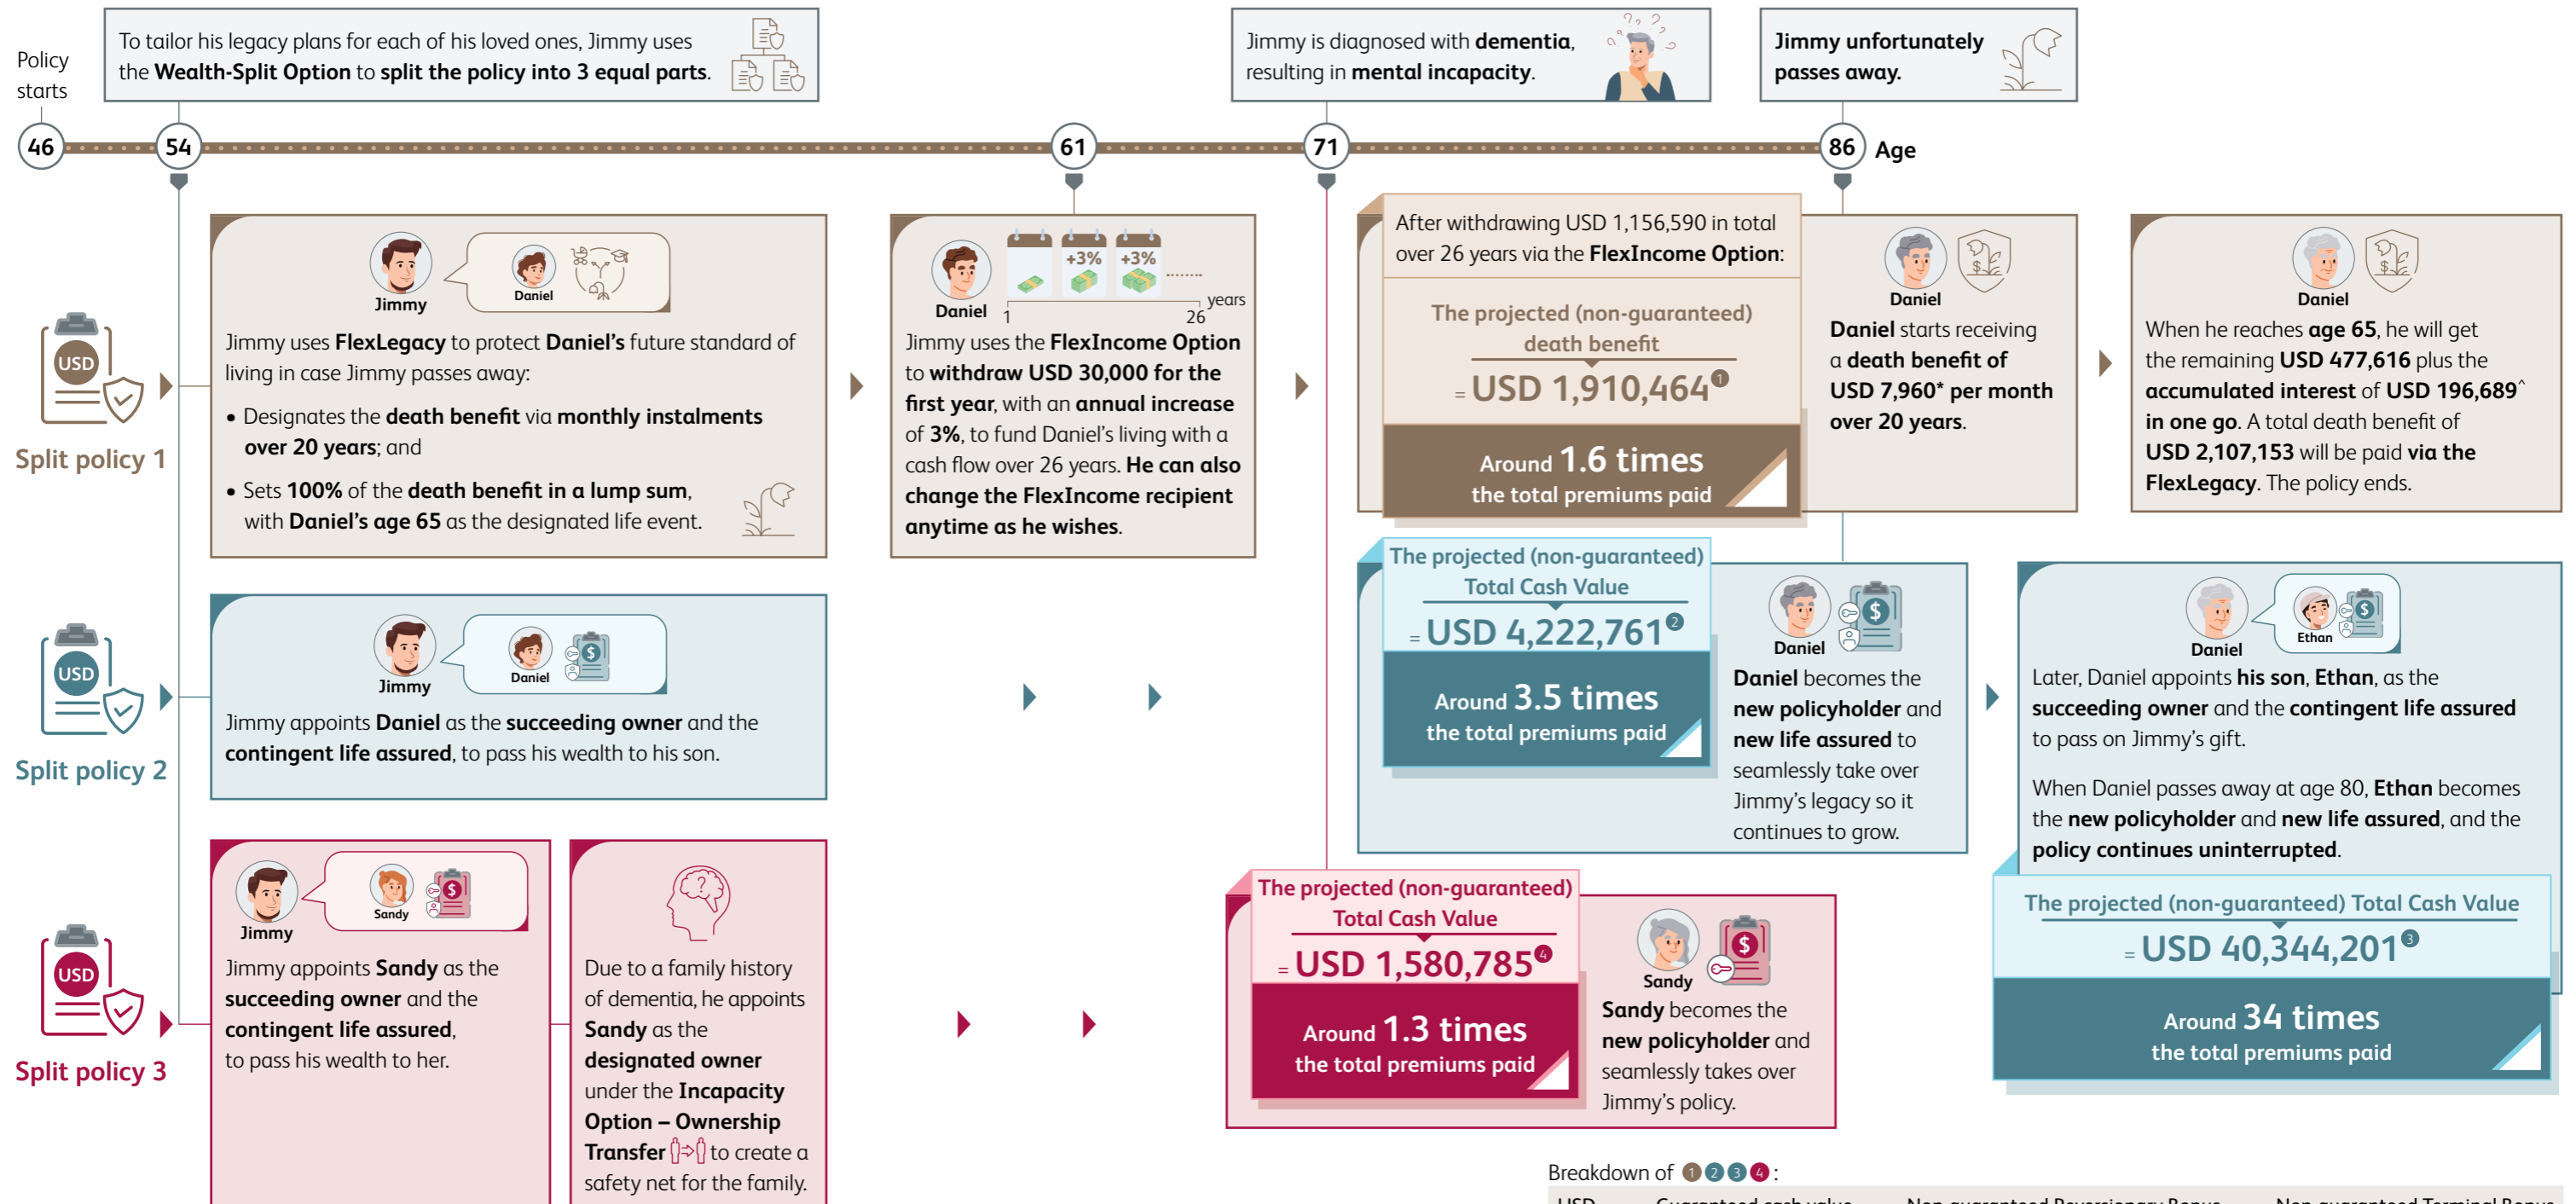 Policy
starts
To tailor his legacy plans for each of his loved ones, Jimmy uses
the Wealth-Split Option to split the policy into 3 equal parts.
Jimmy is diagnosed with dementia,
resulting in mental incapacity.
Jimmy unfortunately
passes away.
46
54
61
71
86
Age
USD
Split policy 1
Jimmy
Daniel
Jimmy uses FlexLegacy to protect Daniel's future standard of
living in case Jimmy passes away:
• Designates the death benefit via monthly instalments
over 20 years; and
• Sets 100% of the death benefit in a lump sum,
with Daniel's age 65 as the designated life event.
Daniel
+3%
+3%
1
26
years
Jimmy uses the FlexIncome Option
to withdraw USD 30,000 for the
first year, with an annual increase
of 3%, to fund Daniel's living with a
cash flow over 26 years. He can also
change the FlexIncome recipient
anytime as he wishes.
After withdrawing USD 1,156,590 in total
over 26 years via the FlexIncome Option:
The projected (non-guaranteed)
death benefit
= USD 1,910,464 1
Around 1.6 times
the total premiums paid
Daniel
Daniel starts receiving
a death benefit of
USD 7,960* per month
over 20 years.
Daniel
When he reaches age 65, he will get
the remaining USD 477,616 plus the
accumulated interest of USD 196,689^
in one go. A total death benefit of
USD 2,107,153 will be paid via the
FlexLegacy. The policy ends.
USD
Split policy 2
Jimmy
Daniel
$
Jimmy appoints Daniel as the succeeding owner and the
contingent life assured, to pass his wealth to his son.
The projected (non-guaranteed)
Total Cash Value
= USD 4,222,761 2
Around 3.5 times
the total premiums paid
Daniel
$
Daniel becomes the
new policyholder and
new life assured to
seamlessly take over
Jimmy's legacy so it
continues to grow.
Daniel
Ethan
$
Later, Daniel appoints his son, Ethan, as the
succeeding owner and the contingent life assured
to pass on Jimmy's gift.
When Daniel passes away at age 80, Ethan becomes
the new policyholder and new life assured, and the
policy continues uninterrupted.
The projected (non-guaranteed) Total Cash Value
= USD 40,344,201 3
Around 34 times
the total premiums paid
USD
Split policy 3
Jimmy
Sandy
$
Jimmy appoints Sandy as the
succeeding owner and the
contingent life assured,
to pass his wealth to her.
?
Due to a family history
of dementia, he appoints
Sandy as the
designated owner
under the Incapacity
Option – Ownership
Transfer to create a
safety net for the family.
The projected (non-guaranteed)
Total Cash Value
= USD 1,580,785 4
Around 1.3 times
the total premiums paid
Sandy
$
Sandy becomes the
new policyholder and
seamlessly takes over
Jimmy's policy.
Breakdown of 1 2 3 4 :
USD Guaranteed cash value Non-guaranteed Reversionary Bonus Non-guaranteed Terminal Bonus